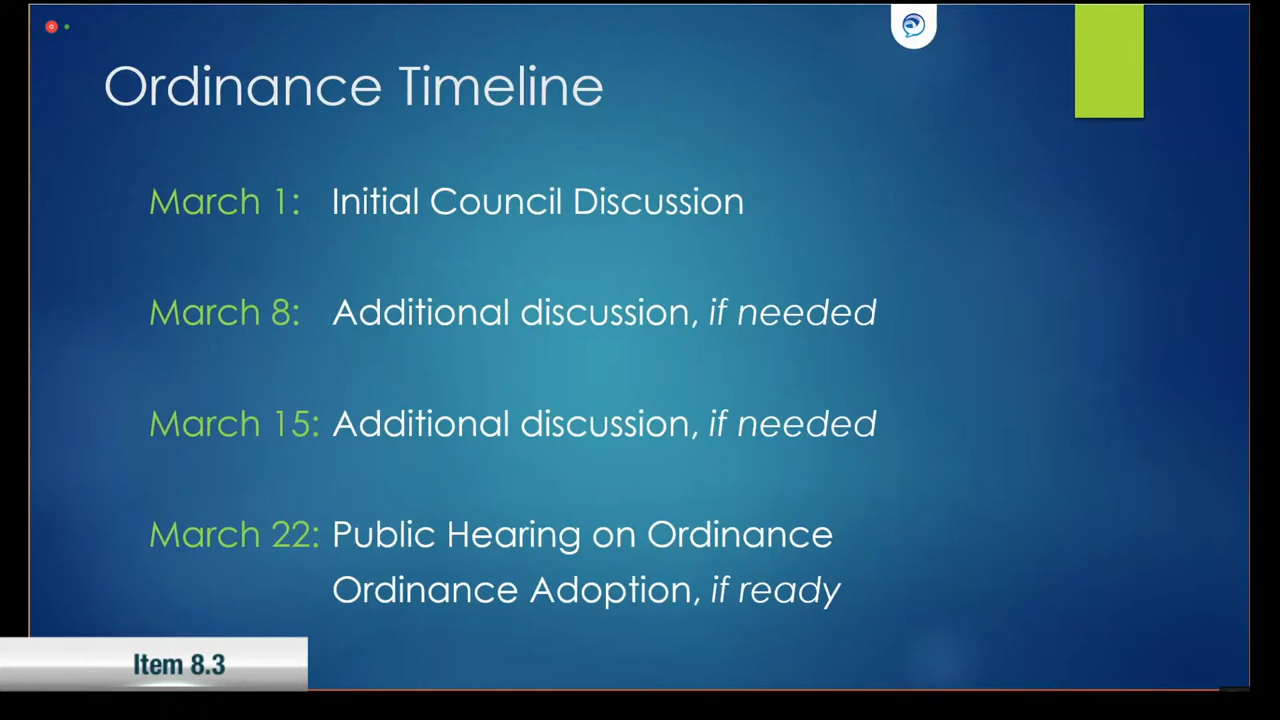 Ordinance Timeline
March 1: Initial Council Discussion
March 8: Additional discussion, if needed
March 15: Additional discussion, if needed
March 22: Public Hearing on Ordinance
Ordinance Adoption, if ready
Item 8.3